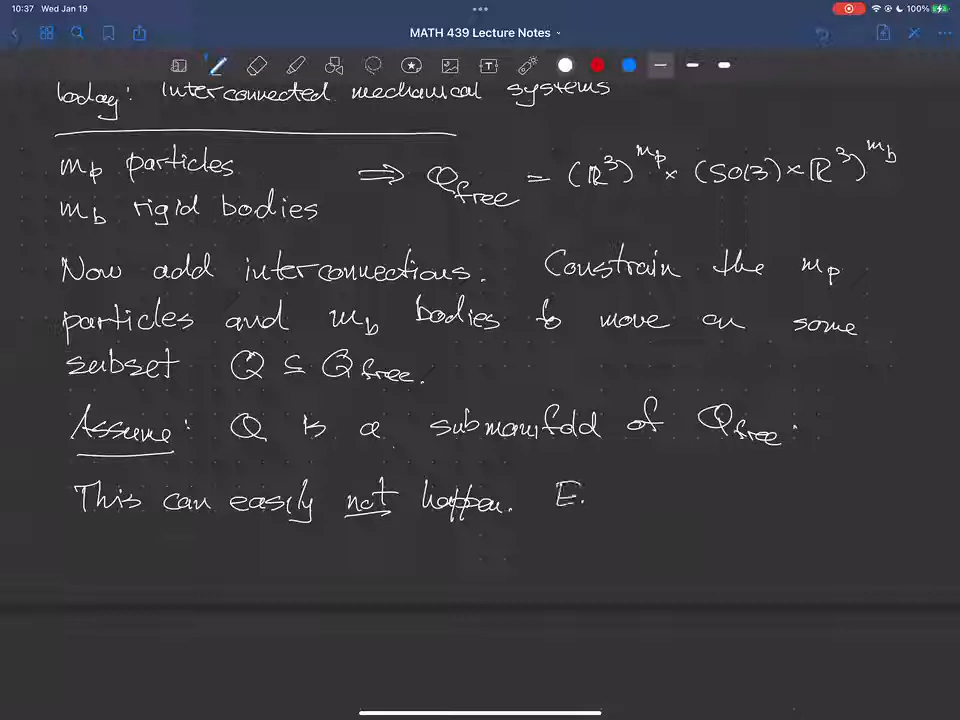 10:37 Wed Jan 19
100%
MATH 439 Lecture Notes
today: Interconnected mechanical systems
m_p particles ⇒ Q_free = (ℝ³)^{m_p} × (SO(3) × ℝ³)^{m_b}
m_b rigid bodies
Now add interconnections. Constrain the m_p
particles and m_b bodies to move on some
subset Q ⊆ Q_free.
Assume: Q is a submanifold of Q_free.
This can easily not happen. E.